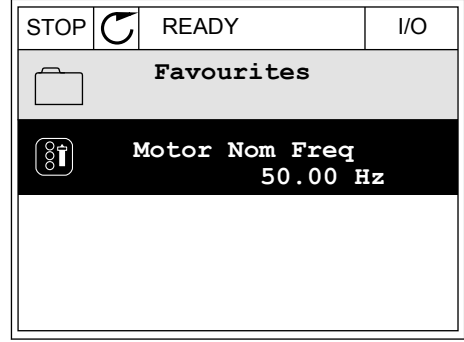 STOP READY I/O
Favourites
Motor Nom Freq
50.00 Hz